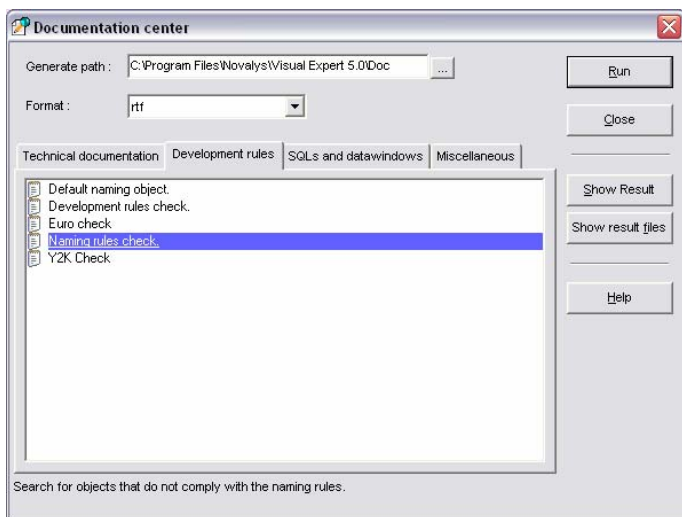 Documentation center
Generate path : C:\Program Files\Novalys\Visual Expert 5.0\Doc ...
Run
Format : rtf
Close
Technical documentation Development rules SQLs and datawindows Miscellaneous
Default naming object.
Development rules check.
Euro check
Naming rules check.
Y2K Check
Show Result
Show result files
Help
Search for objects that do not comply with the naming rules.